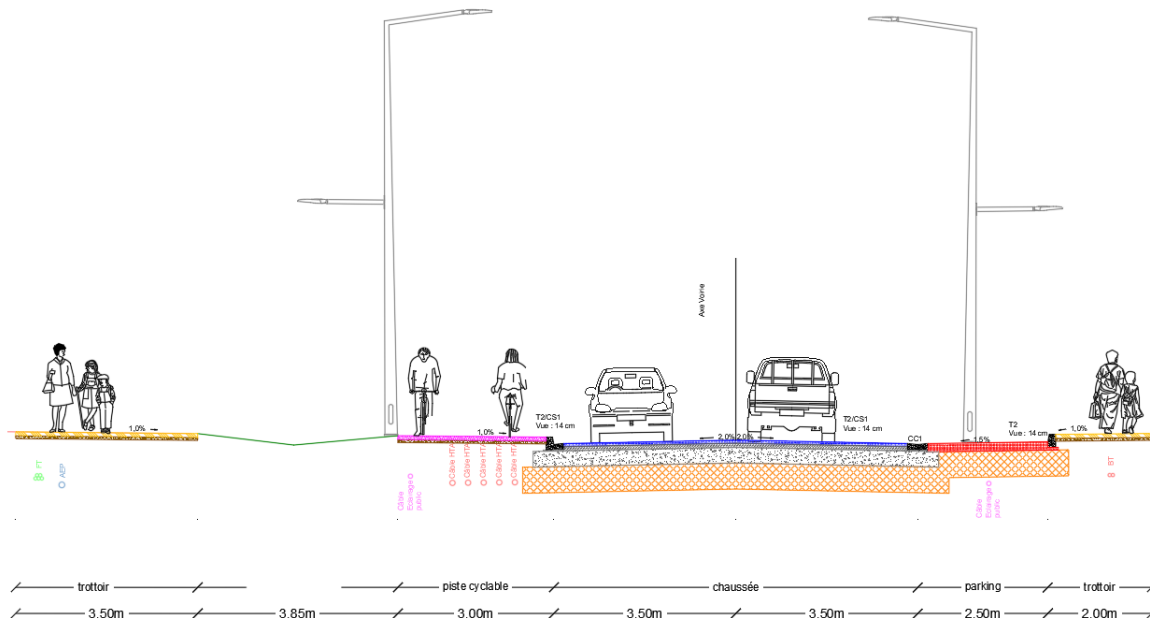 Axe Voirie
T2/CS1
Vue : 14 cm
T2/CS1
Vue : 14 cm
T2
Vue : 14 cm
1,0%
1,0%
2,0%
2,0%
CC1
1,5%
1,0%
FT
AEP
Câble
Eclairage
public
Câble HTA
Câble HTA
Câble HTA
Câble HTA
Câble HTA
Câble
Eclairage
public
BT
trottoir
piste cyclable
chaussée
parking
trottoir
3.50m
3.85m
3.00m
3.50m
3.50m
2.50m
2.00m